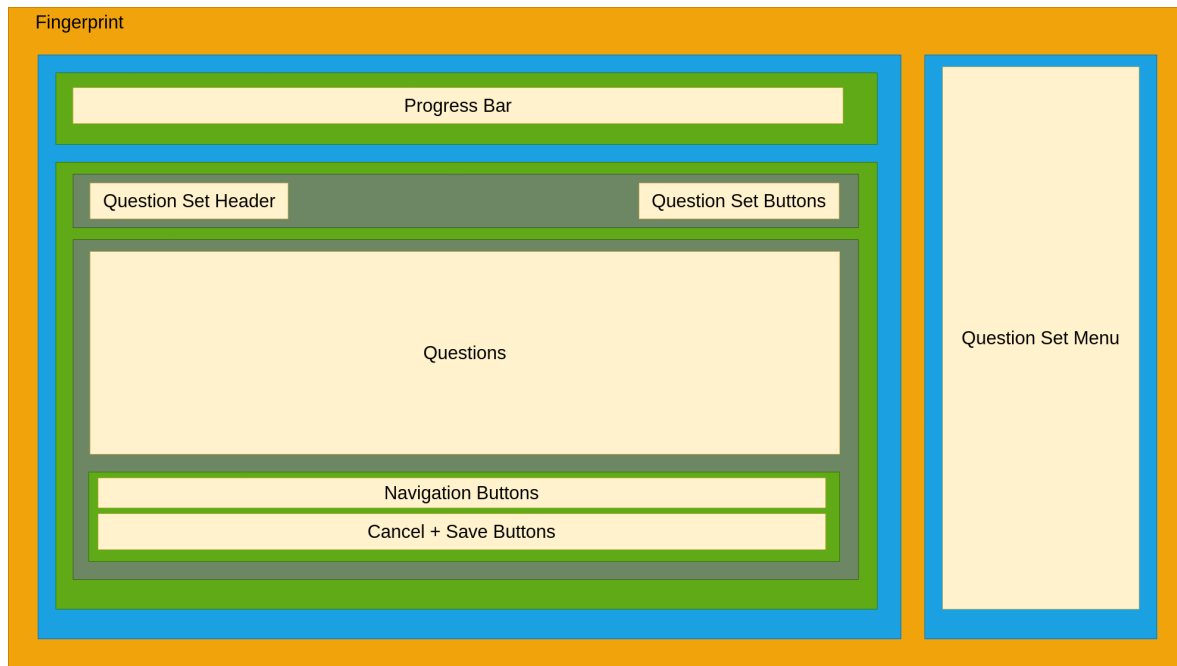 Fingerprint
Progress Bar
Question Set Header
Question Set Buttons
Questions
Navigation Buttons
Cancel + Save Buttons
Question Set Menu